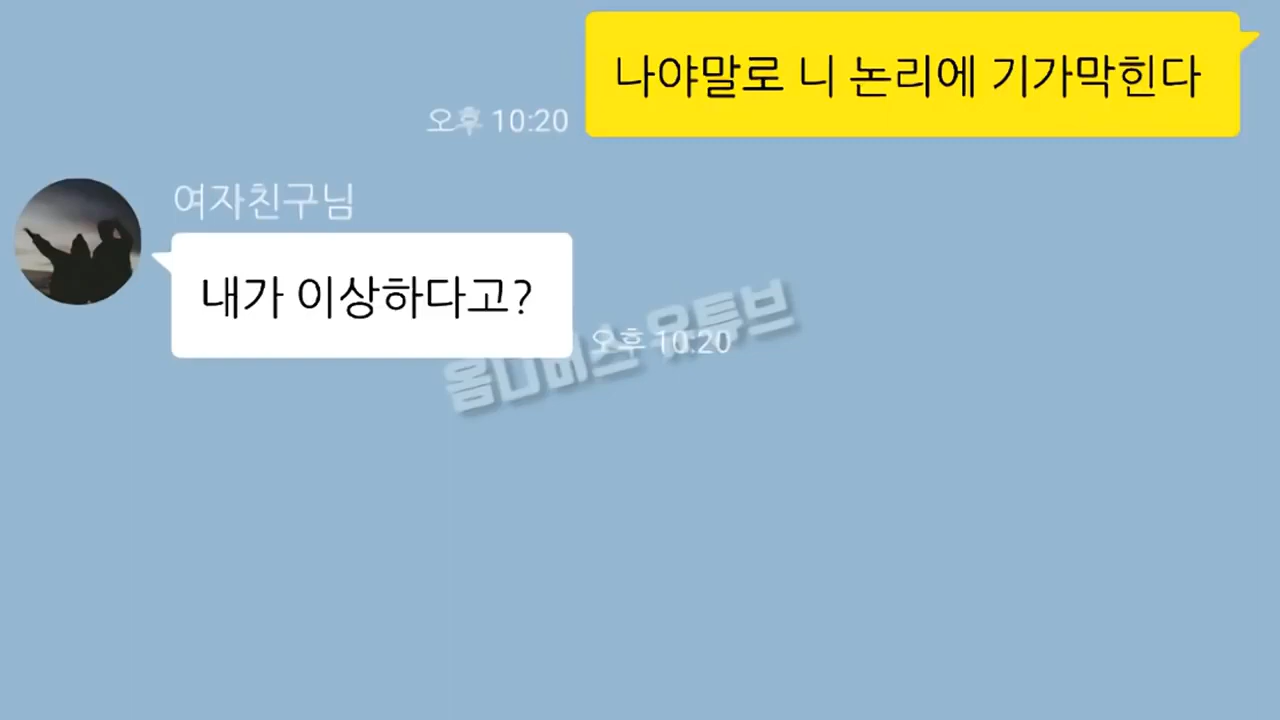 나야말로 니 논리에 기가막힌다
오후 10:20
여자친구님
내가 이상하다고?
오후 10:20
옴니버스 유튜브